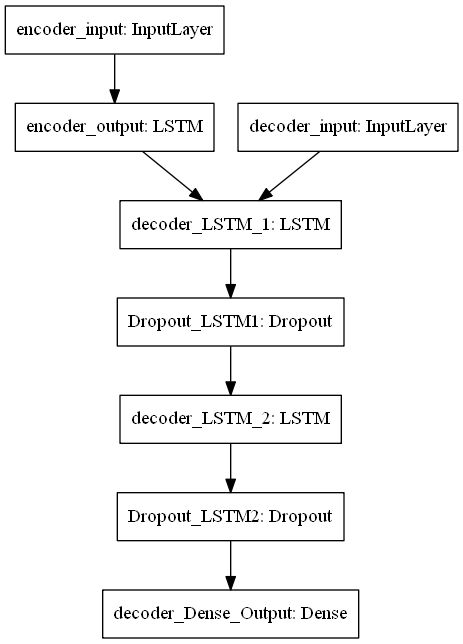 encoder_input: InputLayer
encoder_output: LSTM
decoder_input: InputLayer
decoder_LSTM_1: LSTM
Dropout_LSTM1: Dropout
decoder_LSTM_2: LSTM
Dropout_LSTM2: Dropout
decoder_Dense_Output: Dense